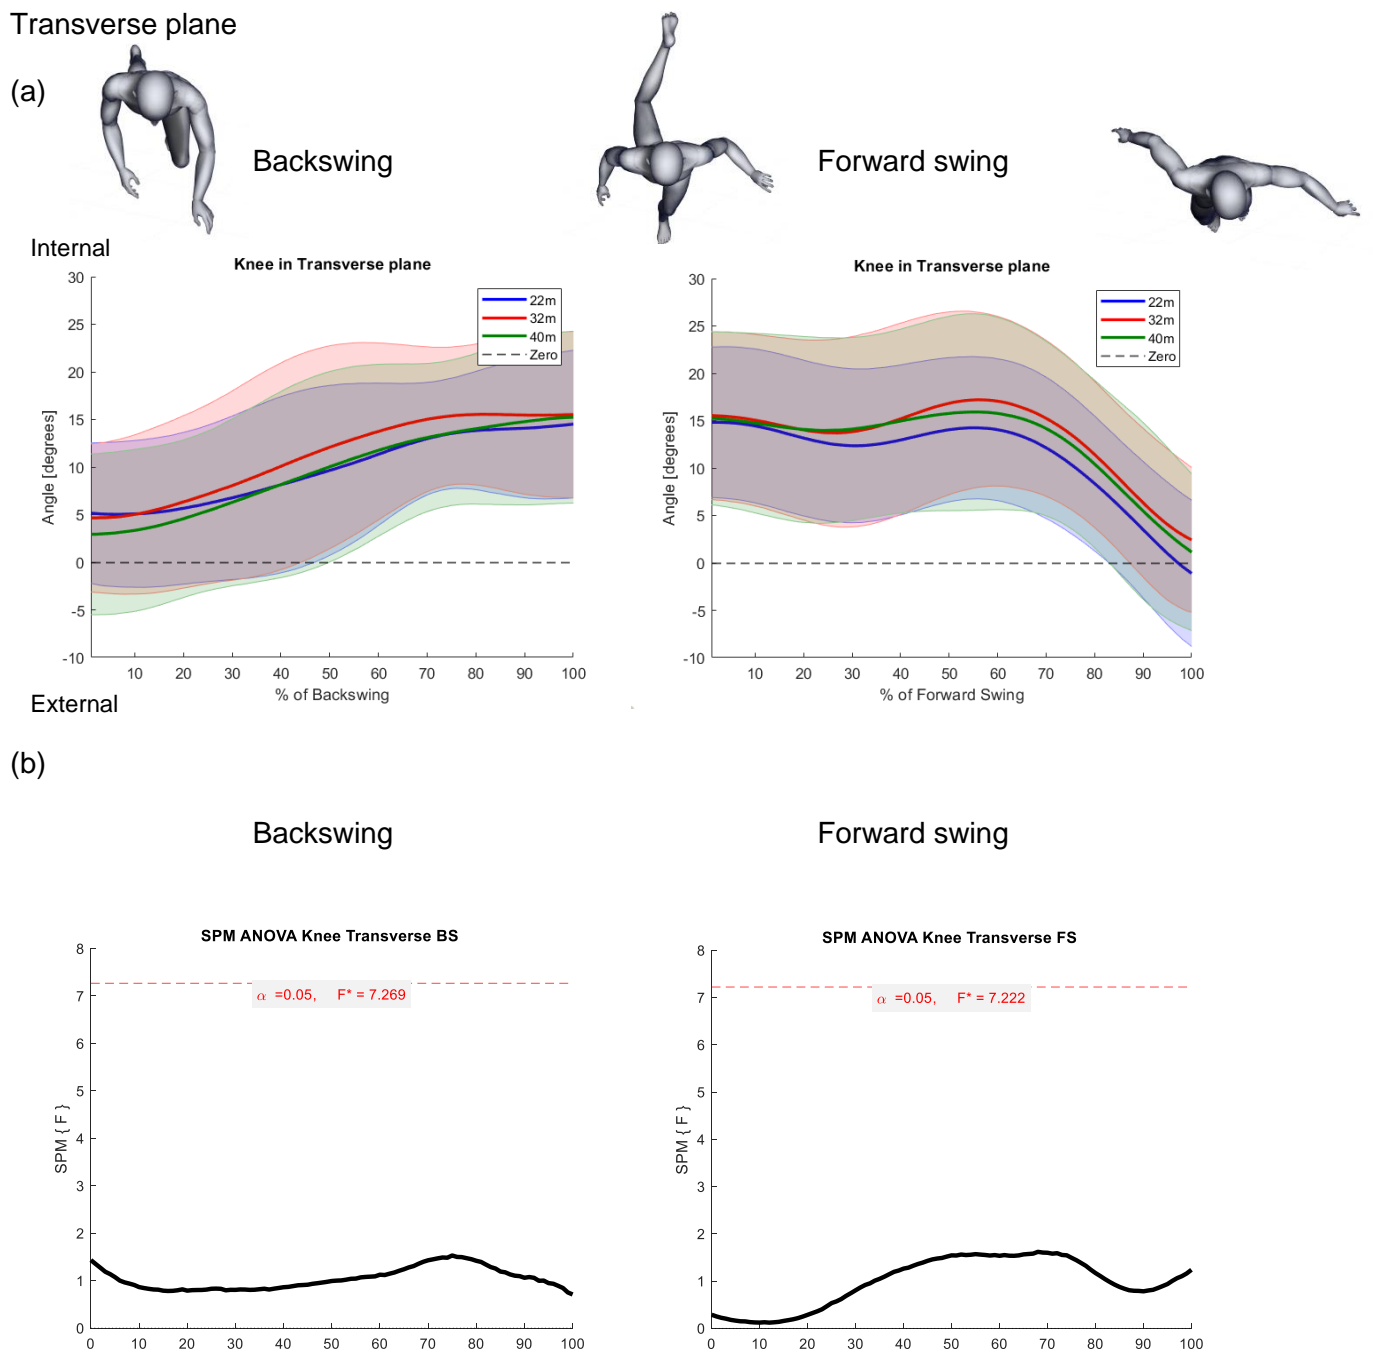 Transverse plane
(a)
Backswing
Forward swing
Internal
Knee in Transverse plane
30
25
20
15
10
5
0
-5
-10
Angle [degrees]
22m
32m
40m
Zero
10 20 30 40 50 60 70 80 90 100
% of Backswing
External
Knee in Transverse plane
30
25
20
15
10
5
0
-5
-10
Angle [degrees]
22m
32m
40m
Zero
10 20 30 40 50 60 70 80 90 100
% of Forward Swing
(b)
Backswing
Forward swing
SPM ANOVA Knee Transverse BS
8
7
6
5
4
3
2
1
0
SPM { F }
α =0.05, F* = 7.269
0 10 20 30 40 50 60 70 80 90 100
SPM ANOVA Knee Transverse FS
8
7
6
5
4
3
2
1
0
SPM { F }
α =0.05, F* = 7.222
0 10 20 30 40 50 60 70 80 90 100